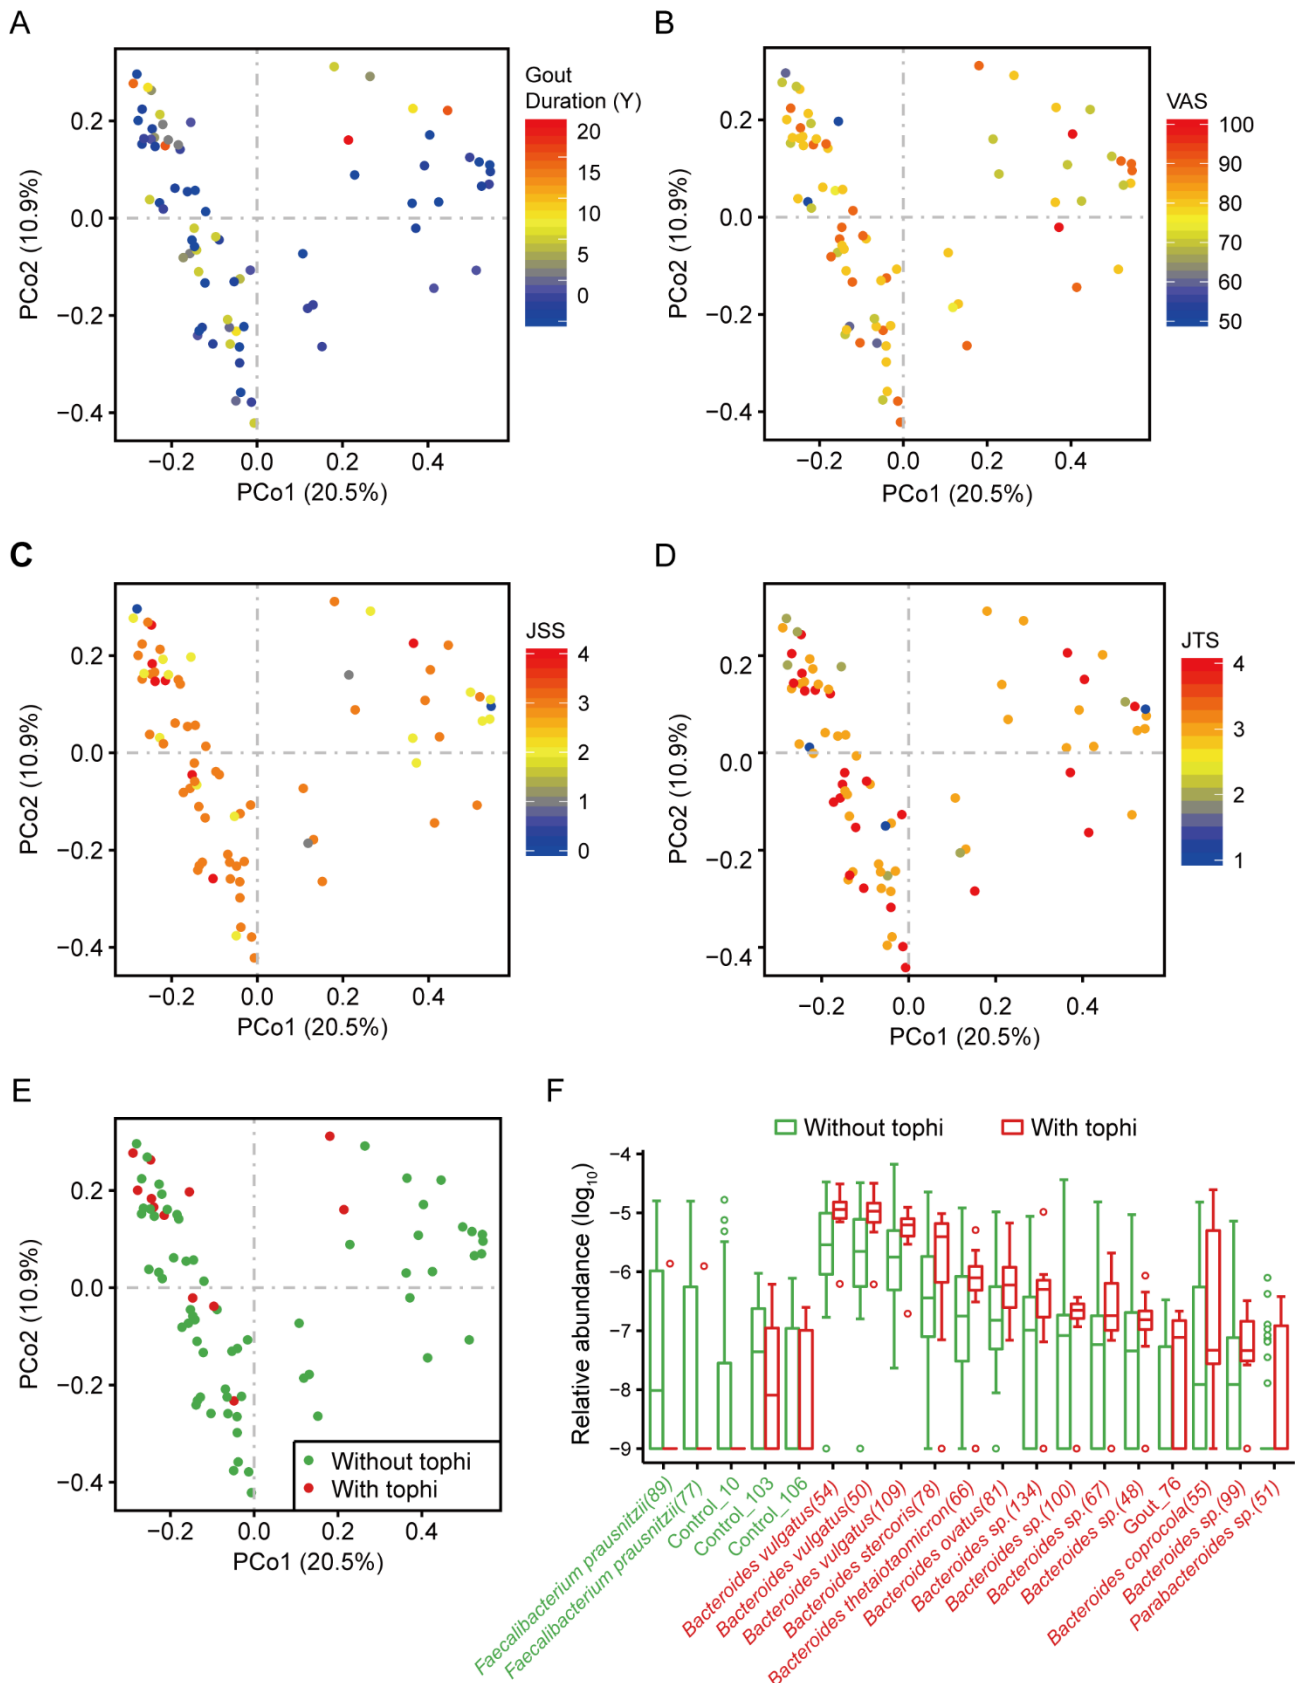 A
Gout
Duration (Y)
20
15
10
5
0
0.2
0.0
−0.2
−0.4
PCo2 (10.9%)
−0.2 0.0 0.2 0.4
PCo1 (20.5%)
B
VAS
100
90
80
70
60
50
0.2
0.0
−0.2
−0.4
PCo2 (10.9%)
−0.2 0.0 0.2 0.4
PCo1 (20.5%)
C
JSS
4
3
2
1
0
0.2
0.0
−0.2
−0.4
PCo2 (10.9%)
−0.2 0.0 0.2 0.4
PCo1 (20.5%)
D
JTS
4
3
2
1
0.2
0.0
−0.2
−0.4
PCo2 (10.9%)
−0.2 0.0 0.2 0.4
PCo1 (20.5%)
E
0.2
0.0
−0.2
−0.4
PCo2 (10.9%)
Without tophi
With tophi
−0.2 0.0 0.2 0.4
PCo1 (20.5%)
F
Without tophi With tophi
Relative abundance (log10)
−4
−5
−6
−7
−8
−9
Faecalibacterium prausnitzii(89)
Faecalibacterium prausnitzii(77)
Control_10
Control_103
Control_106
Bacteroides vulgatus(54)
Bacteroides vulgatus(50)
Bacteroides vulgatus(109)
Bacteroides stercoris(78)
Bacteroides thetaiotaomicron(66)
Bacteroides ovatus(81)
Bacteroides sp.(134)
Bacteroides sp.(100)
Bacteroides sp.(67)
Bacteroides sp.(48)
Gout_76
Bacteroides coprocola(55)
Bacteroides sp.(99)
Parabacteroides sp.(51)